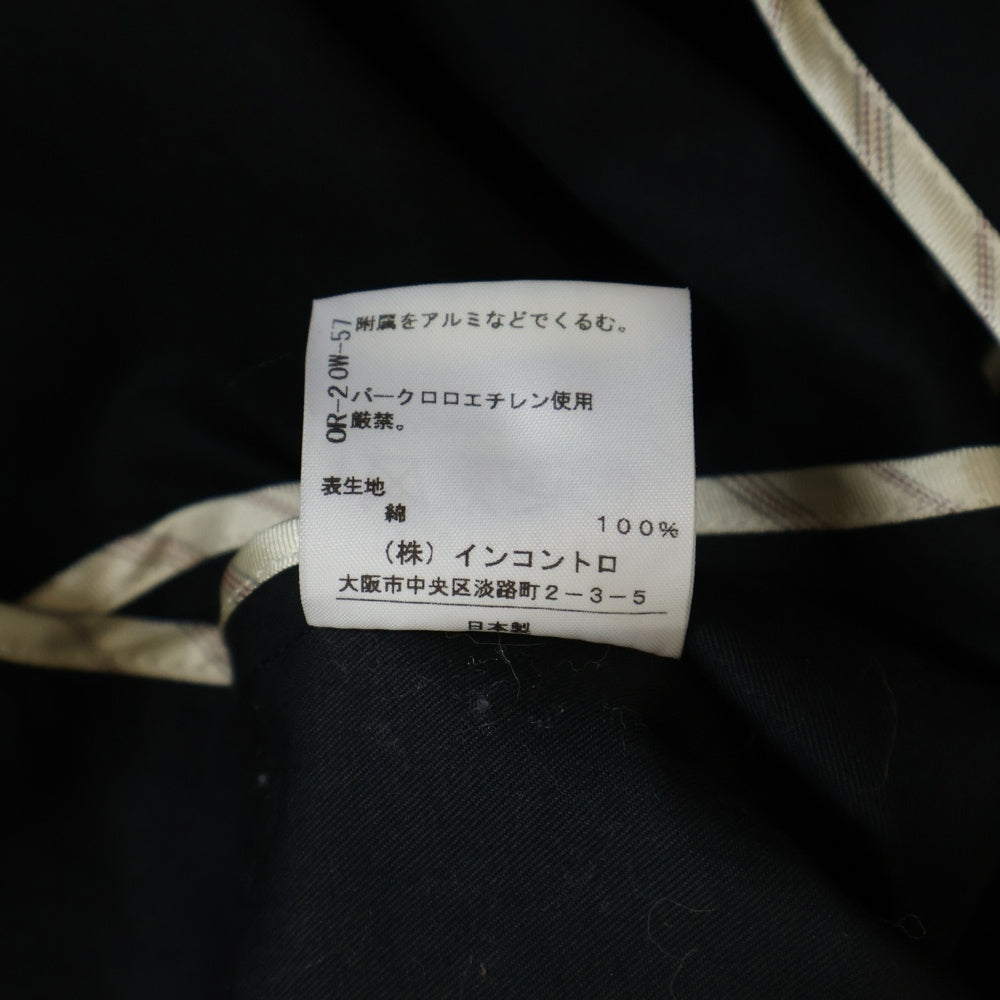 附属をアルミなどでくるむ。
OR-20W-57
パークロロエチレン使用
厳禁。
表生地
綿 100%
(株)インコントロ
大阪市中央区淡路町2-3-5
日本製